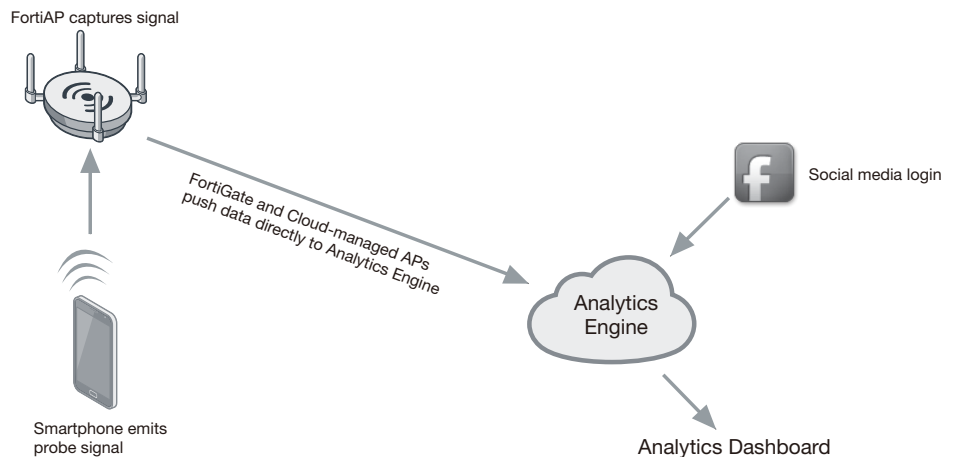 FortiAP captures signal
FortiGate and Cloud-managed APs
push data directly to Analytics Engine
f
Social media login
Analytics
Engine
Smartphone emits
probe signal
Analytics Dashboard